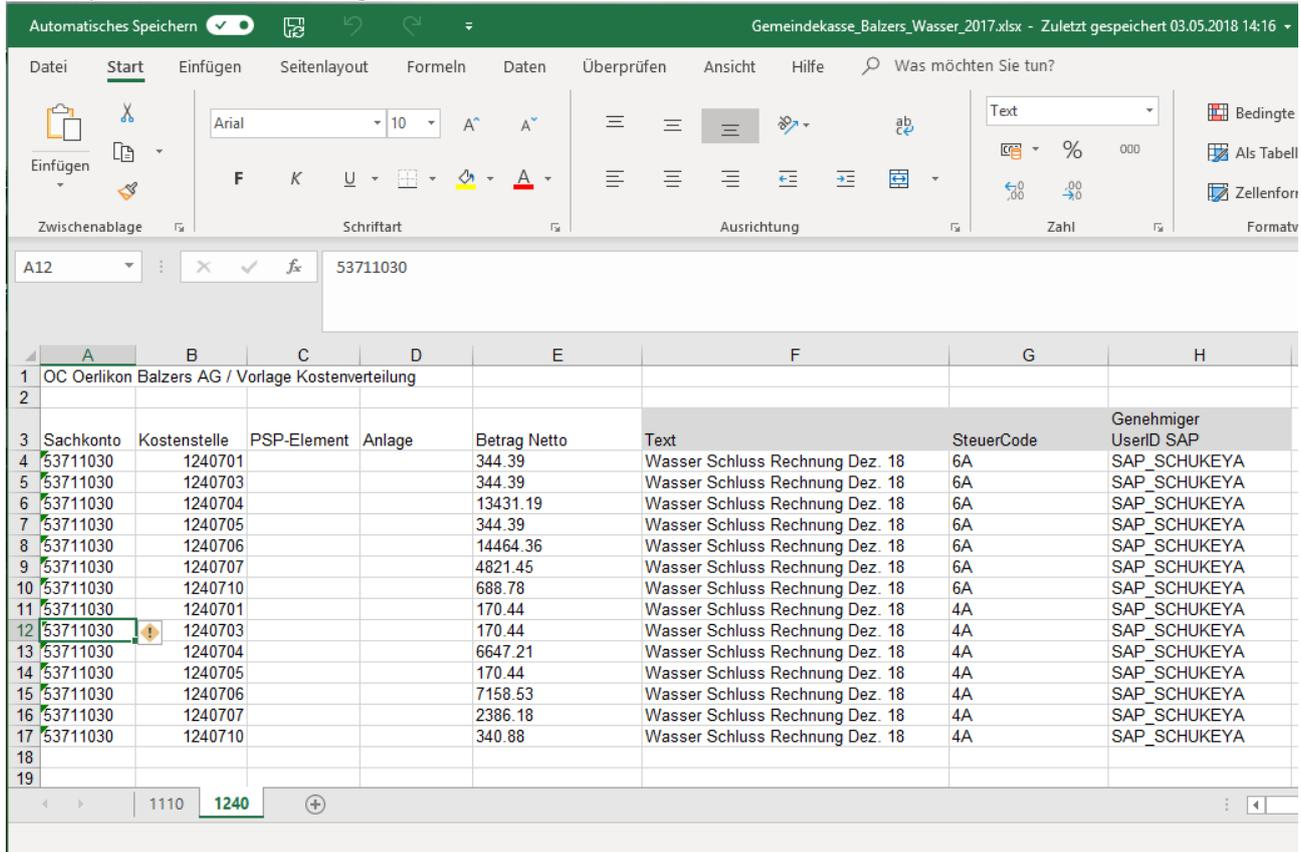 Automatisches Speichern Gemeindekasse_Balzers_Wasser_2017.xlsx - Zuletzt gespeichert 03.05.2018 14:16
Datei Start Einfügen Seitenlayout Formeln Daten Überprüfen Ansicht Hilfe Was möchten Sie tun?
Arial 10 A A ab Text Bedingte
Einfügen % 000 Als Tabell
F K U A ,00 ,00 Zellenfor
Zwischenablage Schriftart Ausrichtung Zahl Formatv
A12 fx 53711030
A B C D E F G H
1 OC Oerlikon Balzers AG / Vorlage Kostenverteilung
2
3 Sachkonto Kostenstelle PSP-Element Anlage Betrag Netto Text SteuerCode Genehmiger UserID SAP
4 53711030 1240701 344.39 Wasser Schluss Rechnung Dez. 18 6A SAP_SCHUKEYA
5 53711030 1240703 344.39 Wasser Schluss Rechnung Dez. 18 6A SAP_SCHUKEYA
6 53711030 1240704 13431.19 Wasser Schluss Rechnung Dez. 18 6A SAP_SCHUKEYA
7 53711030 1240705 344.39 Wasser Schluss Rechnung Dez. 18 6A SAP_SCHUKEYA
8 53711030 1240706 14464.36 Wasser Schluss Rechnung Dez. 18 6A SAP_SCHUKEYA
9 53711030 1240707 4821.45 Wasser Schluss Rechnung Dez. 18 6A SAP_SCHUKEYA
10 53711030 1240710 688.78 Wasser Schluss Rechnung Dez. 18 6A SAP_SCHUKEYA
11 53711030 1240701 170.44 Wasser Schluss Rechnung Dez. 18 4A SAP_SCHUKEYA
12 53711030 1240703 170.44 Wasser Schluss Rechnung Dez. 18 4A SAP_SCHUKEYA
13 53711030 1240704 6647.21 Wasser Schluss Rechnung Dez. 18 4A SAP_SCHUKEYA
14 53711030 1240705 170.44 Wasser Schluss Rechnung Dez. 18 4A SAP_SCHUKEYA
15 53711030 1240706 7158.53 Wasser Schluss Rechnung Dez. 18 4A SAP_SCHUKEYA
16 53711030 1240707 2386.18 Wasser Schluss Rechnung Dez. 18 4A SAP_SCHUKEYA
17 53711030 1240710 340.88 Wasser Schluss Rechnung Dez. 18 4A SAP_SCHUKEYA
18
19
1110 1240